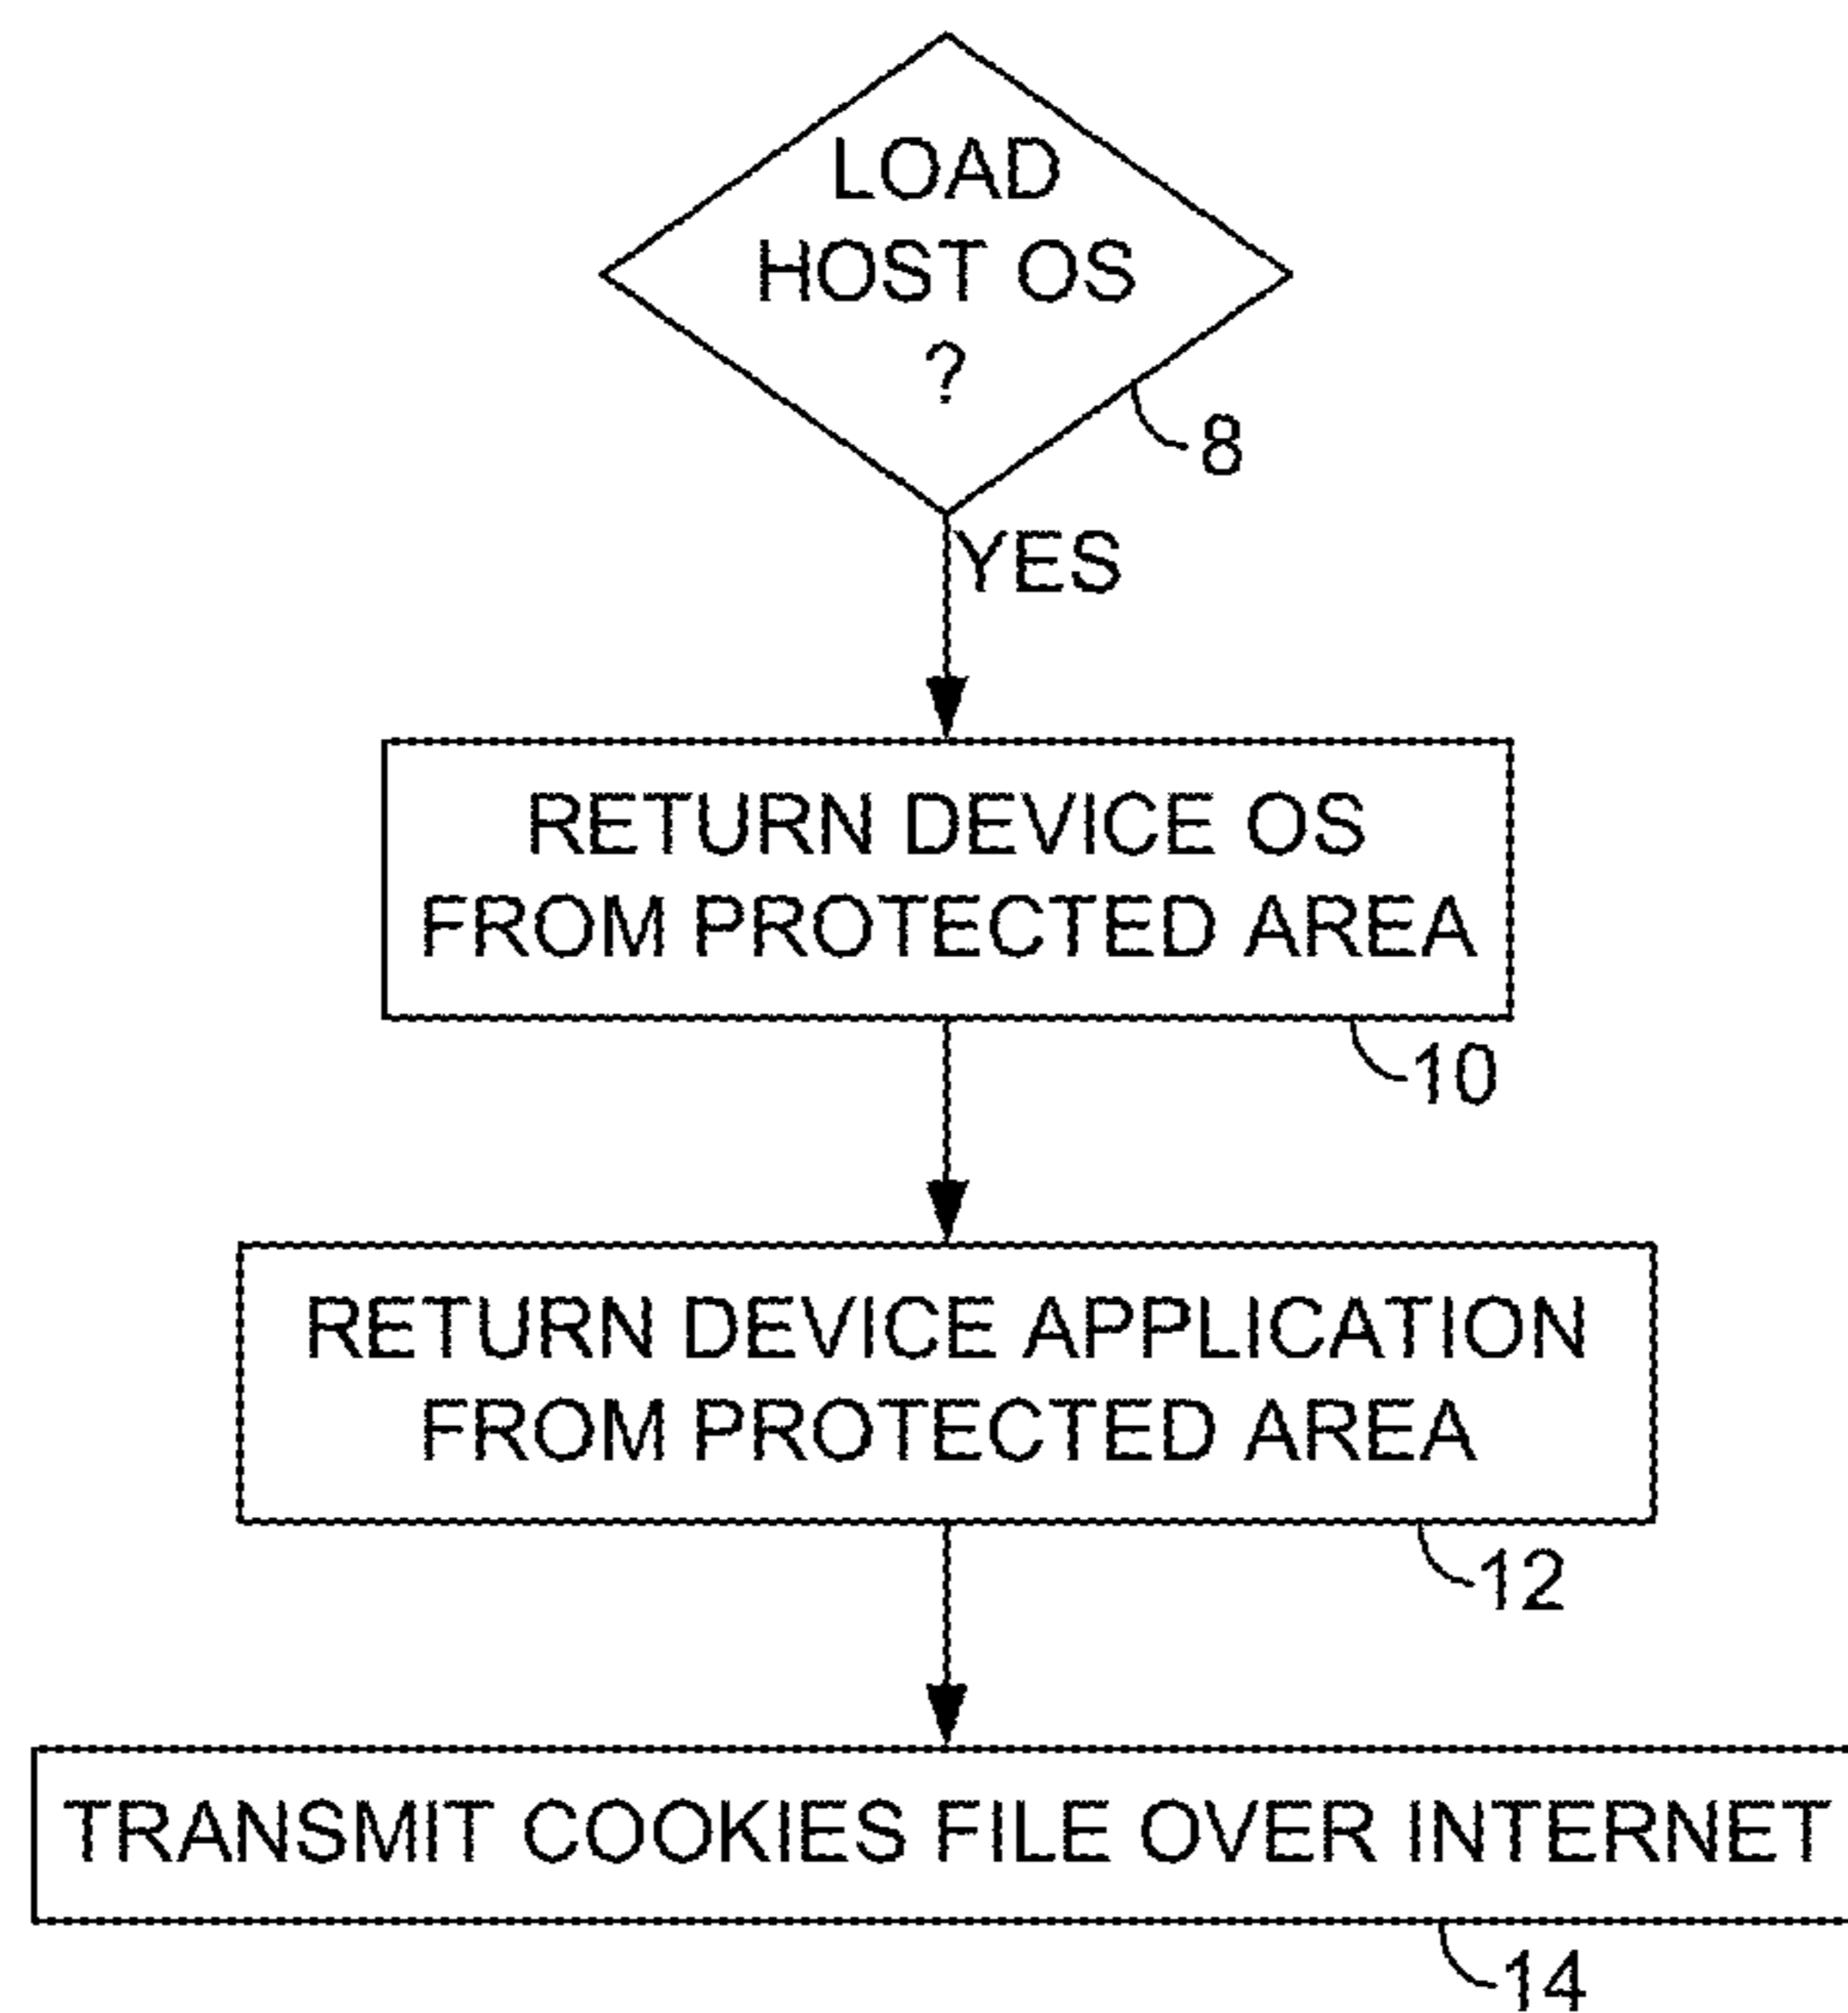 LOAD
HOST OS
?
8
YES
RETURN DEVICE OS
FROM PROTECTED AREA
10
RETURN DEVICE APPLICATION
FROM PROTECTED AREA
12
TRANSMIT COOKIES FILE OVER INTERNET
14